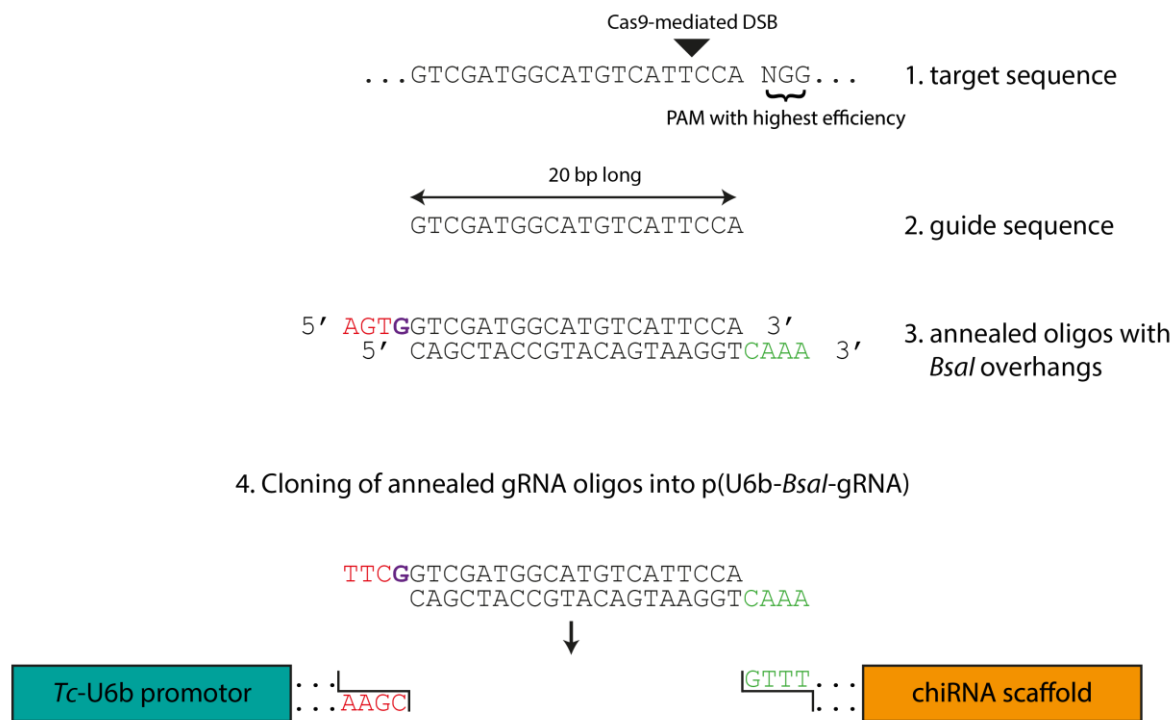 Cas9-mediated DSB
...GTCGATGGCATGTCATTCCA NGG...
1. target sequence
PAM with highest efficiency
20 bp long
GTCGATGGCATGTCATTCCA
2. guide sequence
5' AGTGGTCGATGGCATGTCATTCCA 3'
5' CAGCTACCGTACAGTAAGGTCAAA 3'
3. annealed oligos with
BsaI overhangs
4. Cloning of annealed gRNA oligos into p(U6b-BsaI-gRNA)
TTCGGTCGATGGCATGTCATTCCA
CAGCTACCGTACAGTAAGGTCAAA
Tc-U6b promotor
...
...AAGC
GTTT...
...
chiRNA scaffold